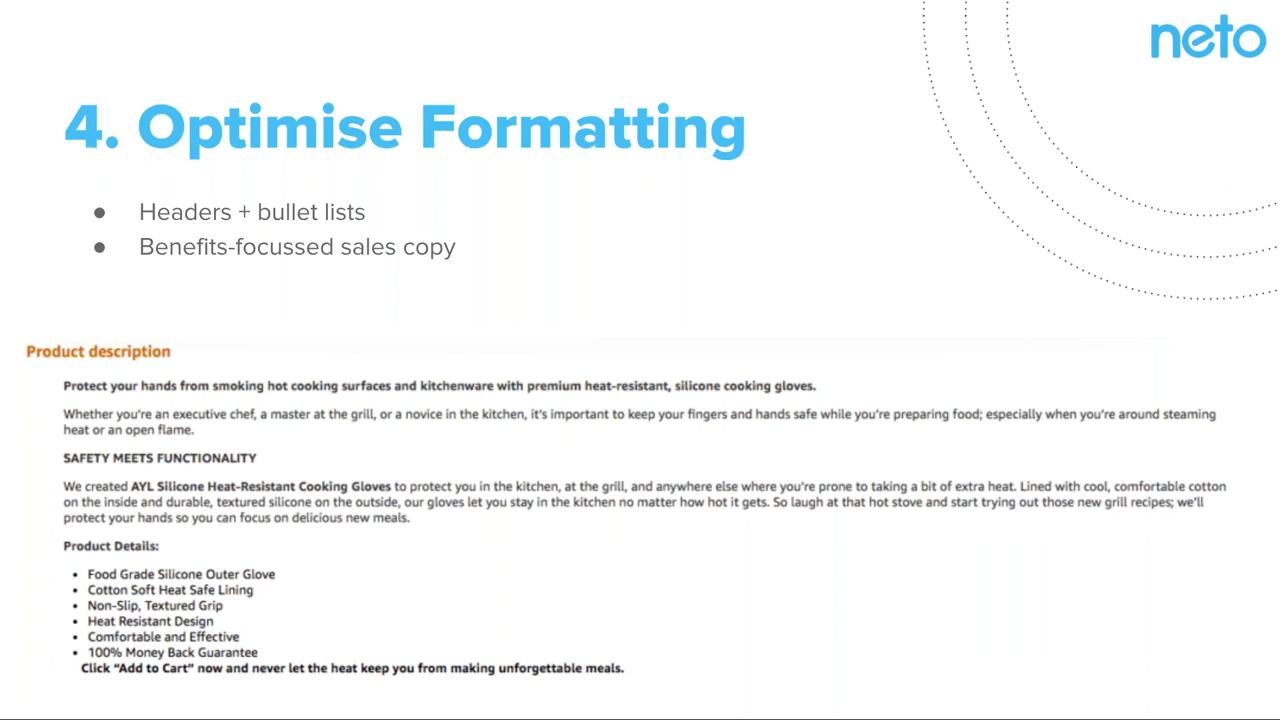 neto
4. Optimise Formatting
● Headers + bullet lists
● Benefits-focussed sales copy
Product description
Protect your hands from smoking hot cooking surfaces and kitchenware with premium heat-resistant, silicone cooking gloves.
Whether you're an executive chef, a master at the grill, or a novice in the kitchen, it's important to keep your fingers and hands safe while you're preparing food; especially when you're around steaming
heat or an open flame.
SAFETY MEETS FUNCTIONALITY
We created AYL Silicone Heat-Resistant Cooking Gloves to protect you in the kitchen, at the grill, and anywhere else where you're prone to taking a bit of extra heat. Lined with cool, comfortable cotton
on the inside and durable, textured silicone on the outside, our gloves let you stay in the kitchen no matter how hot it gets. So laugh at that hot stove and start trying out those new grill recipes; we'll
protect your hands so you can focus on delicious new meals.
Product Details:
• Food Grade Silicone Outer Glove
• Cotton Soft Heat Safe Lining
• Non-Slip, Textured Grip
• Heat Resistant Design
• Comfortable and Effective
• 100% Money Back Guarantee
Click "Add to Cart" now and never let the heat keep you from making unforgettable meals.